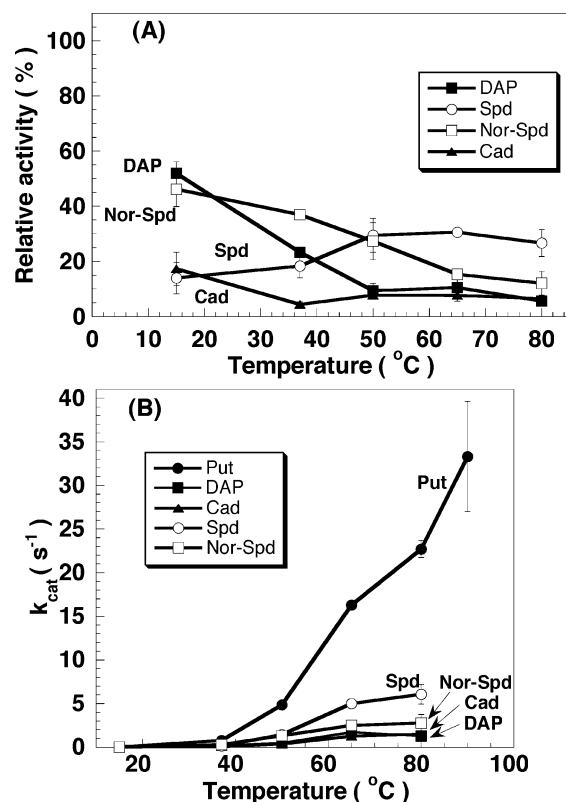 (A)
100
80
60
40
20
0
Relative activity ( % )
DAP
Spd
Nor-Spd
Cad
DAP
Nor-Spd
Spd
Cad
0 10 20 30 40 50 60 70 80
Temperature ( °C )
(B)
40
35
30
25
20
15
10
5
0
kcat ( s-1 )
Put
DAP
Cad
Spd
Nor-Spd
Put
Spd
Nor-Spd
Cad
DAP
20 40 60 80 100
Temperature ( °C )